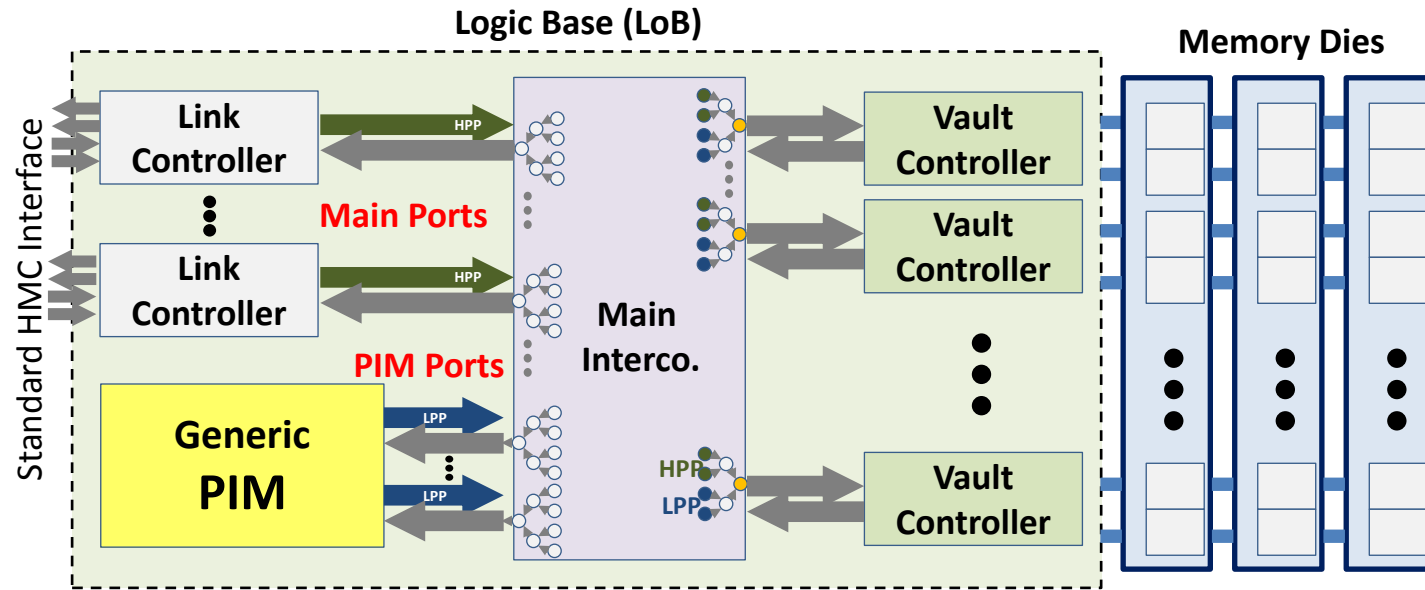 Logic Base (LoB)
Memory Dies
Standard HMC Interface
Link
Controller
HPP
Vault
Controller
Main Ports
Link
Controller
HPP
Vault
Controller
Main
Interco.
PIM Ports
Generic
PIM
LPP
LPP
HPP
LPP
Vault
Controller